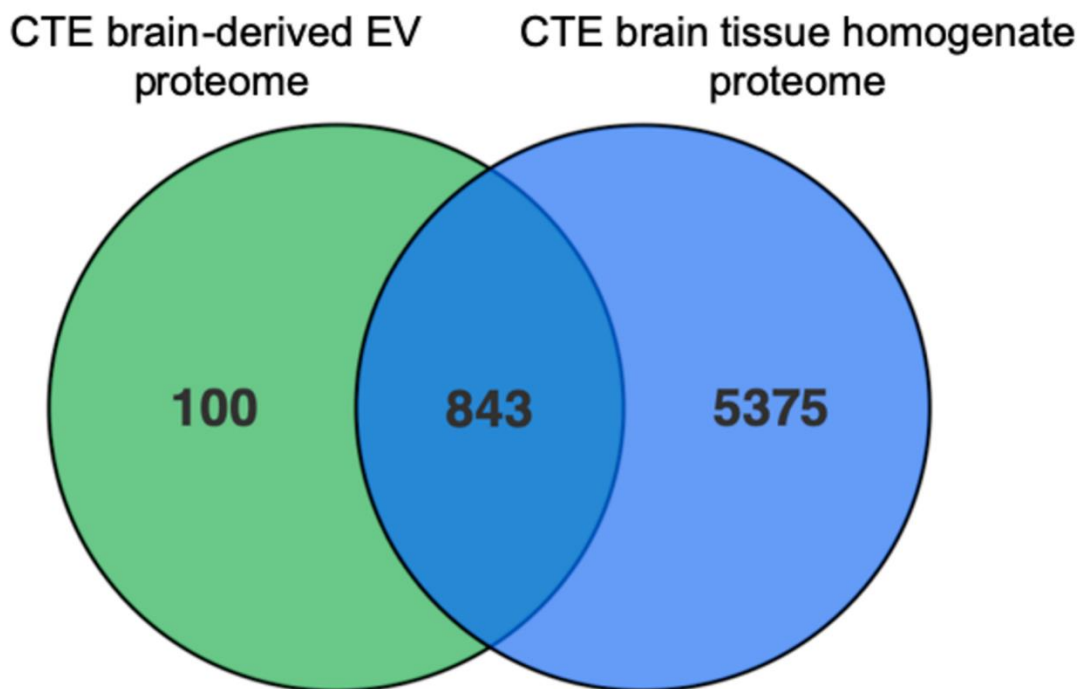 CTE brain-derived EV
proteome
CTE brain tissue homogenate
proteome
100
843
5375